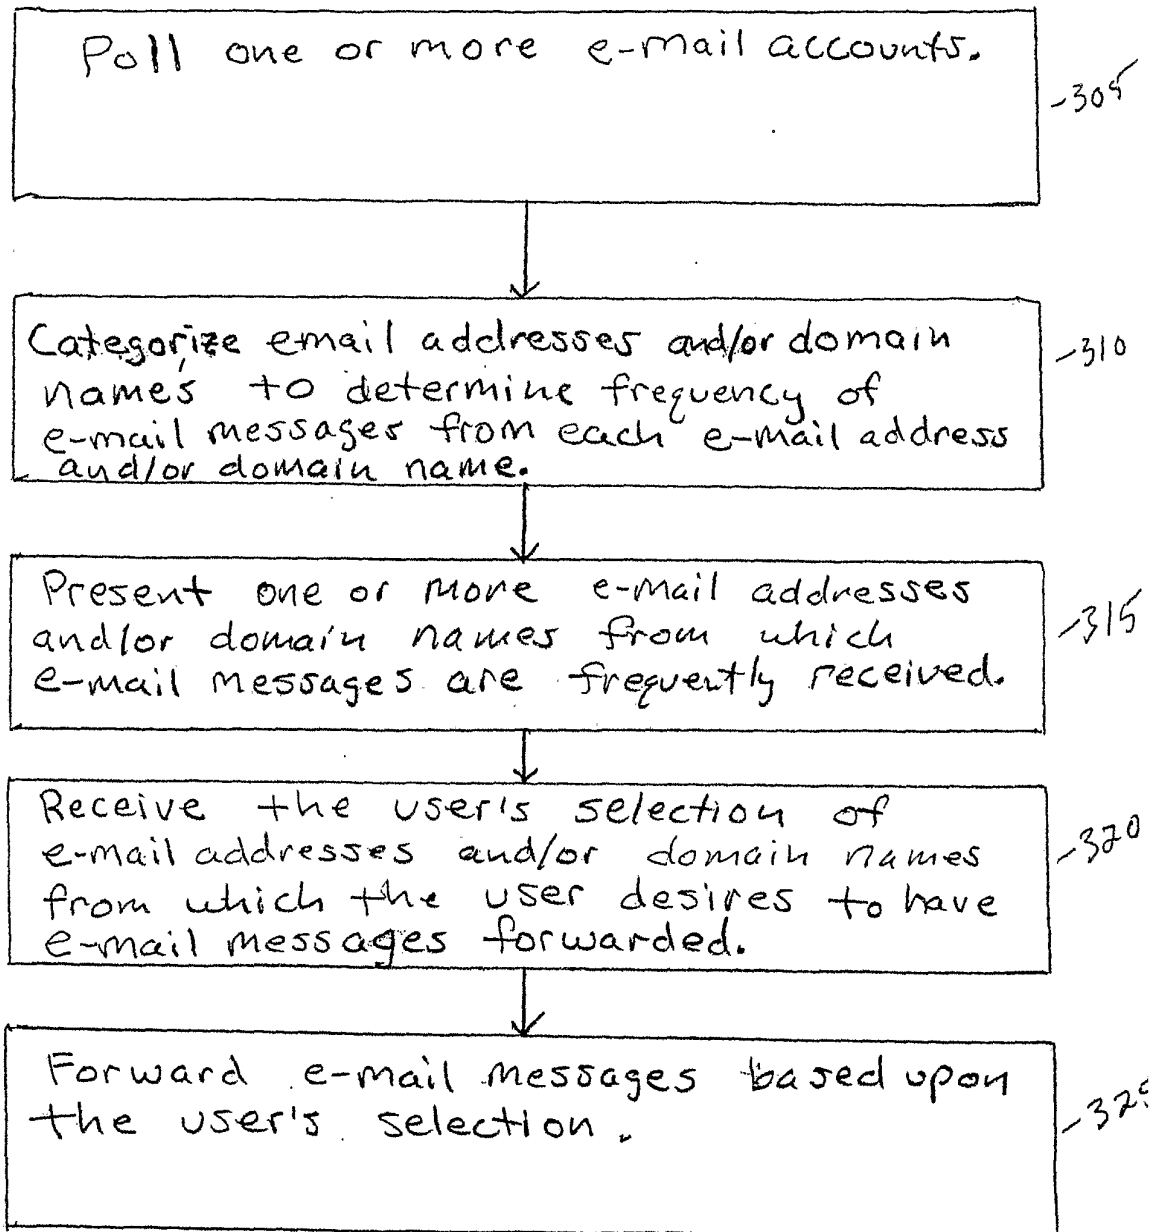 Poll one or more e-mail accounts.
305
Categorize email addresses and/or domain
names to determine frequency of
e-mail messages from each e-mail address
and/or domain name.
310
Present one or more e-mail addresses
and/or domain names from which
e-mail messages are frequently received.
315
Receive the user's selection of
e-mail addresses and/or domain names
from which the user desires to have
e-mail messages forwarded.
320
Forward e-mail messages based upon
the user's selection.